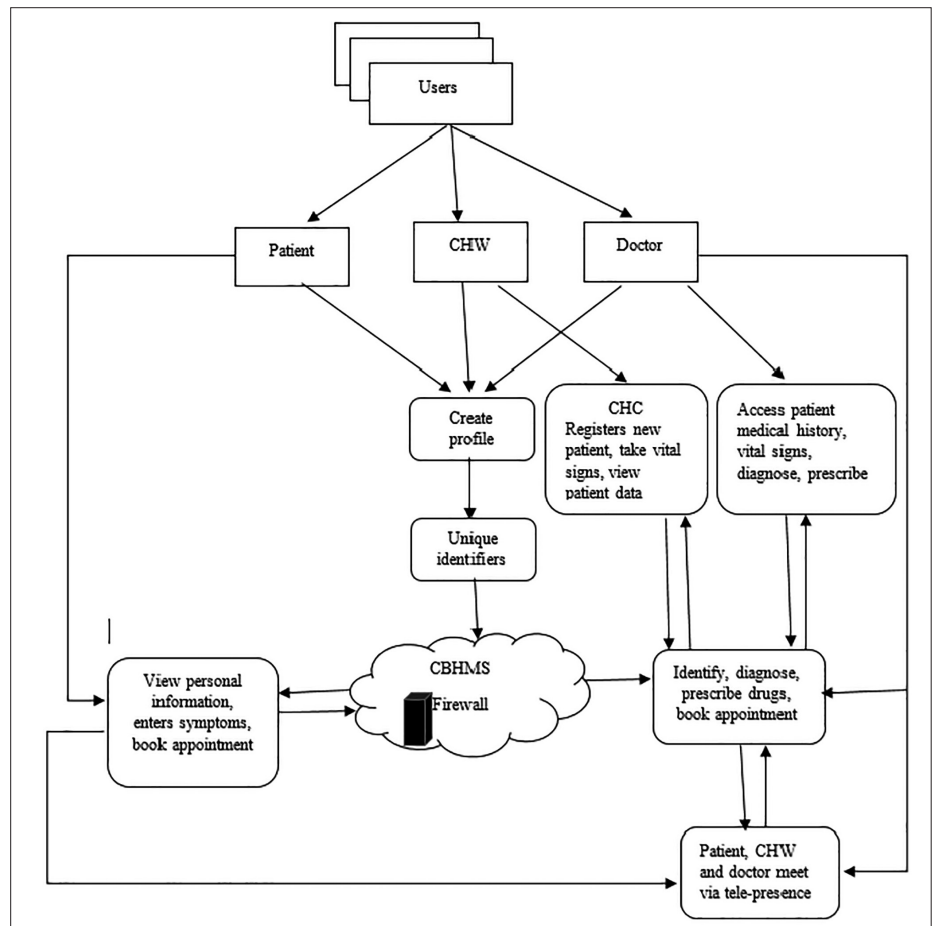 Users
Patient
CHW
Doctor
Create
profile
CHC
Registers new
patient, take vital
signs, view
patient data
Access patient
medical history,
vital signs,
diagnose, prescribe
Unique
identifiers
CBHMS
Firewall
View personal
information,
enters symptoms,
book appointment
Identify, diagnose,
prescribe drugs,
book appointment
Patient, CHW
and doctor meet
via tele-presence